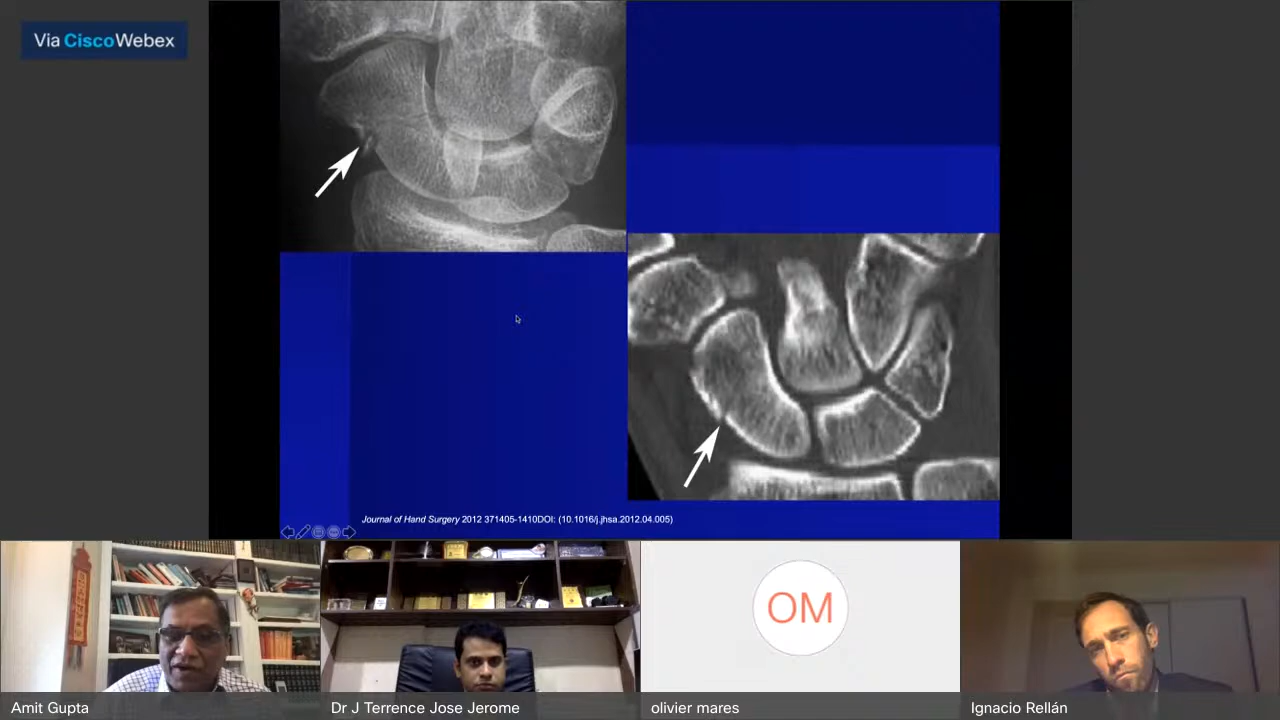 Via CiscoWebex
Journal of Hand Surgery 2012 371405-1410DOI: (10.1016/j.jhsa.2012.04.005)
OM
Amit Gupta
Dr J Terrence Jose Jerome
olivier mares
Ignacio Rellán